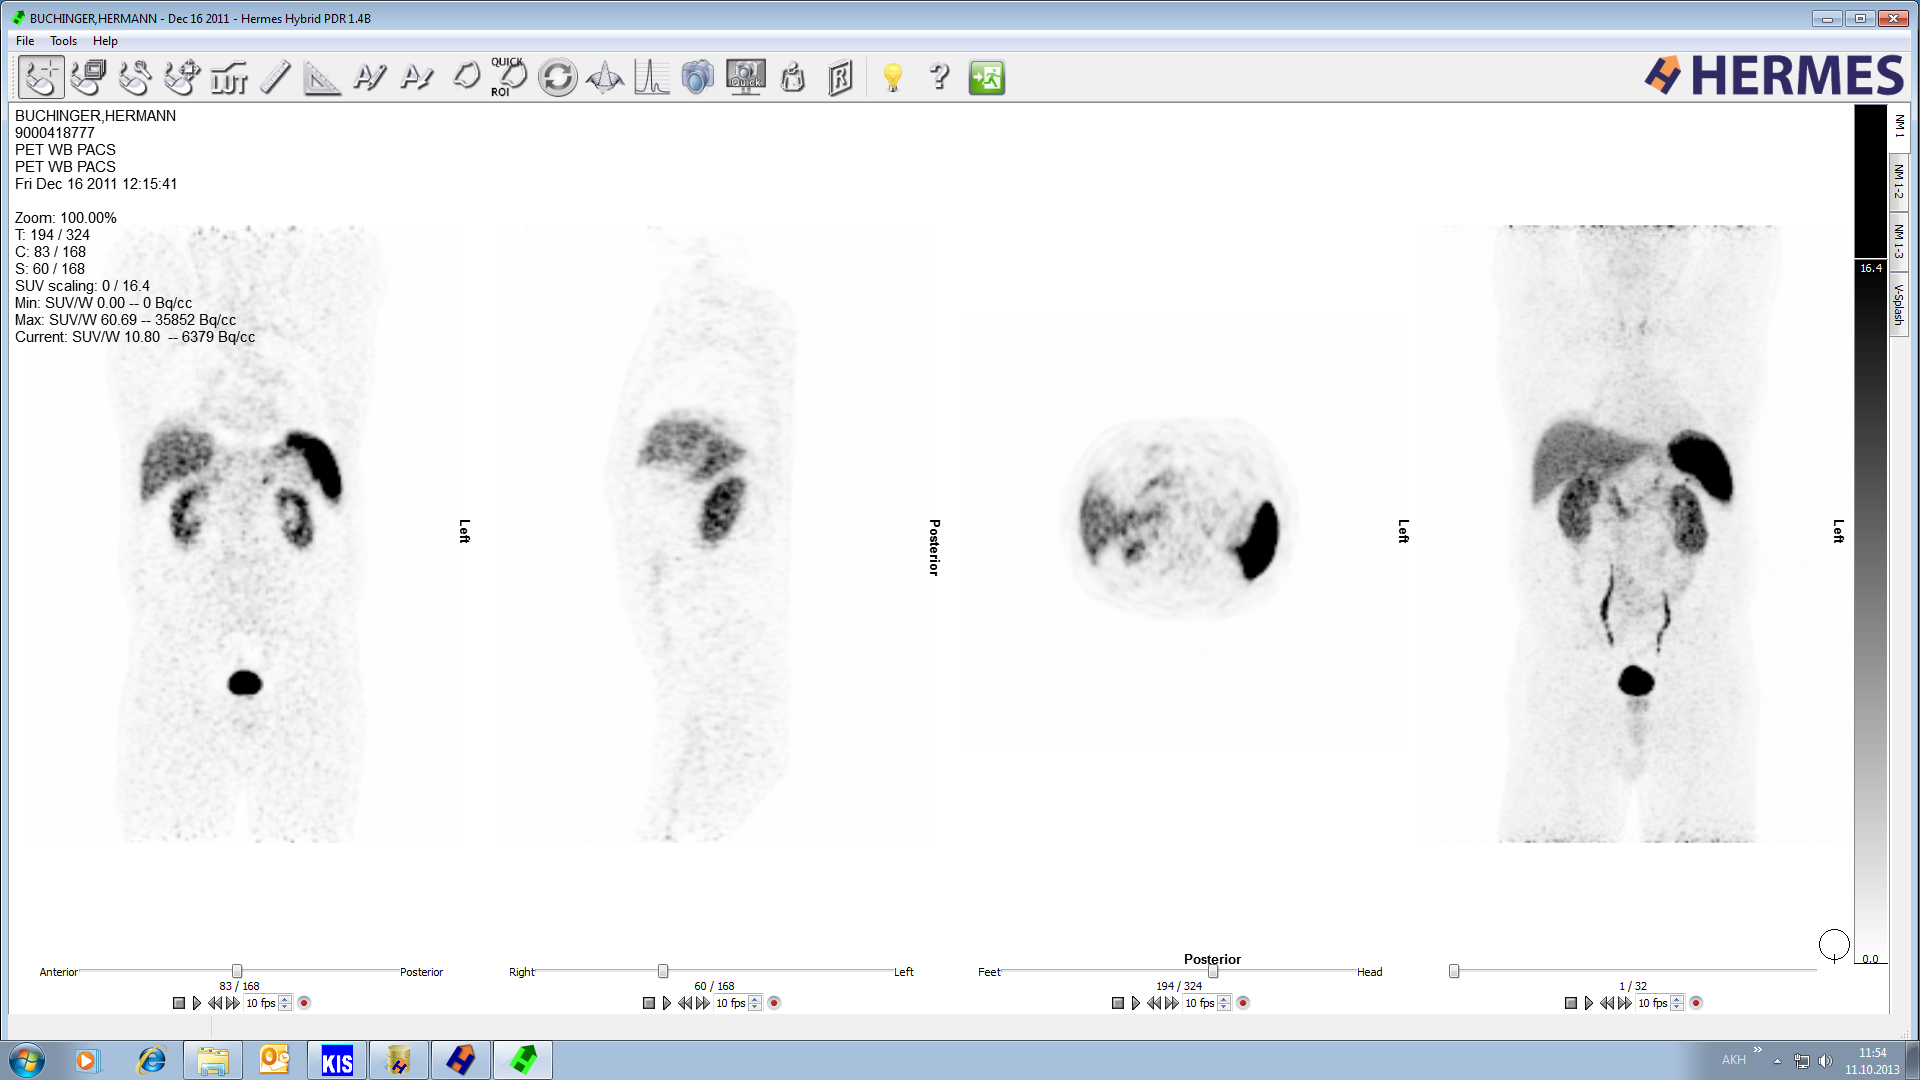 BUCHINGER,HERMANN - Dec 16 2011 - Hermes Hybrid PDR 1.4B
File Tools Help
LUT
QUICK
ROI
Quick
HERMES
BUCHINGER,HERMANN
9000418777
PET WB PACS
PET WB PACS
Fri Dec 16 2011 12:15:41
Zoom: 100.00%
T: 194 / 324
C: 83 / 168
S: 60 / 168
SUV scaling: 0 / 16.4
Min: SUV/W 0.00 -- 0 Bq/cc
Max: SUV/W 60.69 -- 35852 Bq/cc
Current: SUV/W 10.80 -- 6379 Bq/cc
Left
Posterior
Left
Left
16.4
0.0
NM 1
NM 1-2
NM 1-3
V-Splash
Posterior
Anterior Posterior
83 / 168
10 fps
Right Left
60 / 168
10 fps
Feet Head
194 / 324
10 fps
1 / 32
10 fps
KIS
H
AKH
11:54
11.10.2013